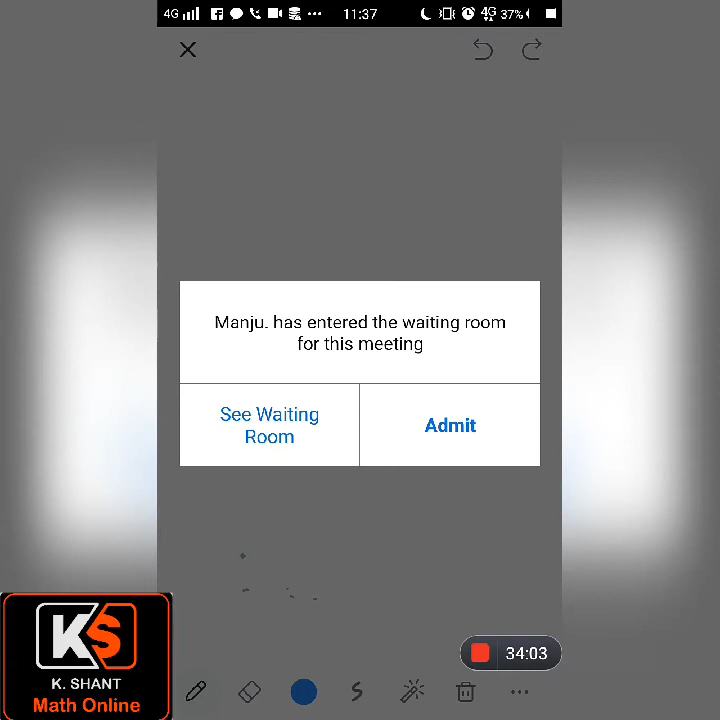 4G 11:37 4G 37%
Manju. has entered the waiting room
for this meeting
See Waiting
Room
Admit
34:03
KS
K. SHANT
Math Online